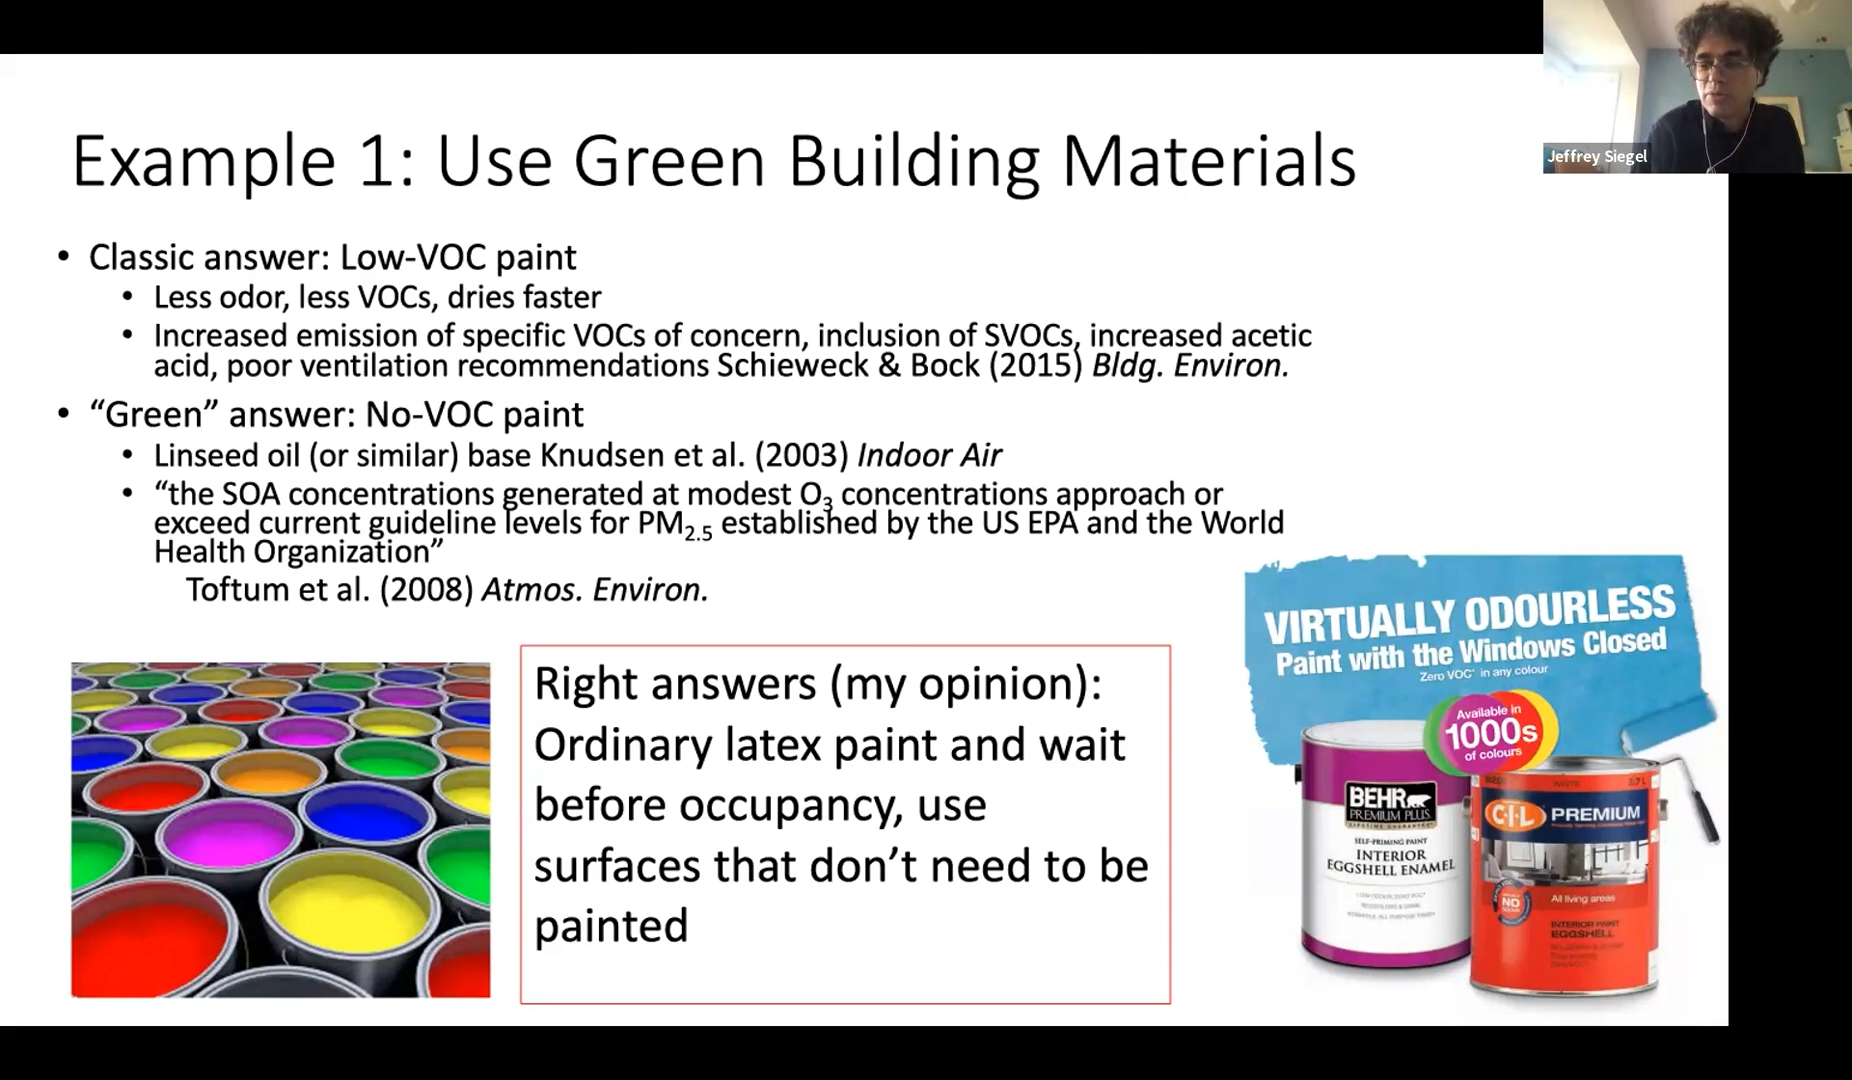 Jeffrey Siegel
Example 1: Use Green Building Materials
• Classic answer: Low-VOC paint
• Less odor, less VOCs, dries faster
• Increased emission of specific VOCs of concern, inclusion of SVOCs, increased acetic
acid, poor ventilation recommendations Schieweck & Bock (2015) Bldg. Environ.
• “Green” answer: No-VOC paint
• Linseed oil (or similar) base Knudsen et al. (2003) Indoor Air
• “the SOA concentrations generated at modest O3 concentrations approach or
exceed current guideline levels for PM2.5 established by the US EPA and the World
Health Organization”
Toftum et al. (2008) Atmos. Environ.
Right answers (my opinion):
Ordinary latex paint and wait
before occupancy, use
surfaces that don’t need to be
painted
VIRTUALLY ODOURLESS
Paint with the Windows Closed
Zero VOC* in any colour
Available in
1000s
of colours
BEHR
PREMIUM PLUS
SELF-PRIMING PAINT
INTERIOR
EGGSHELL ENAMEL
C·I·L PREMIUM
NO
All living areas
INTERIOR PAINT
EGGSHELL